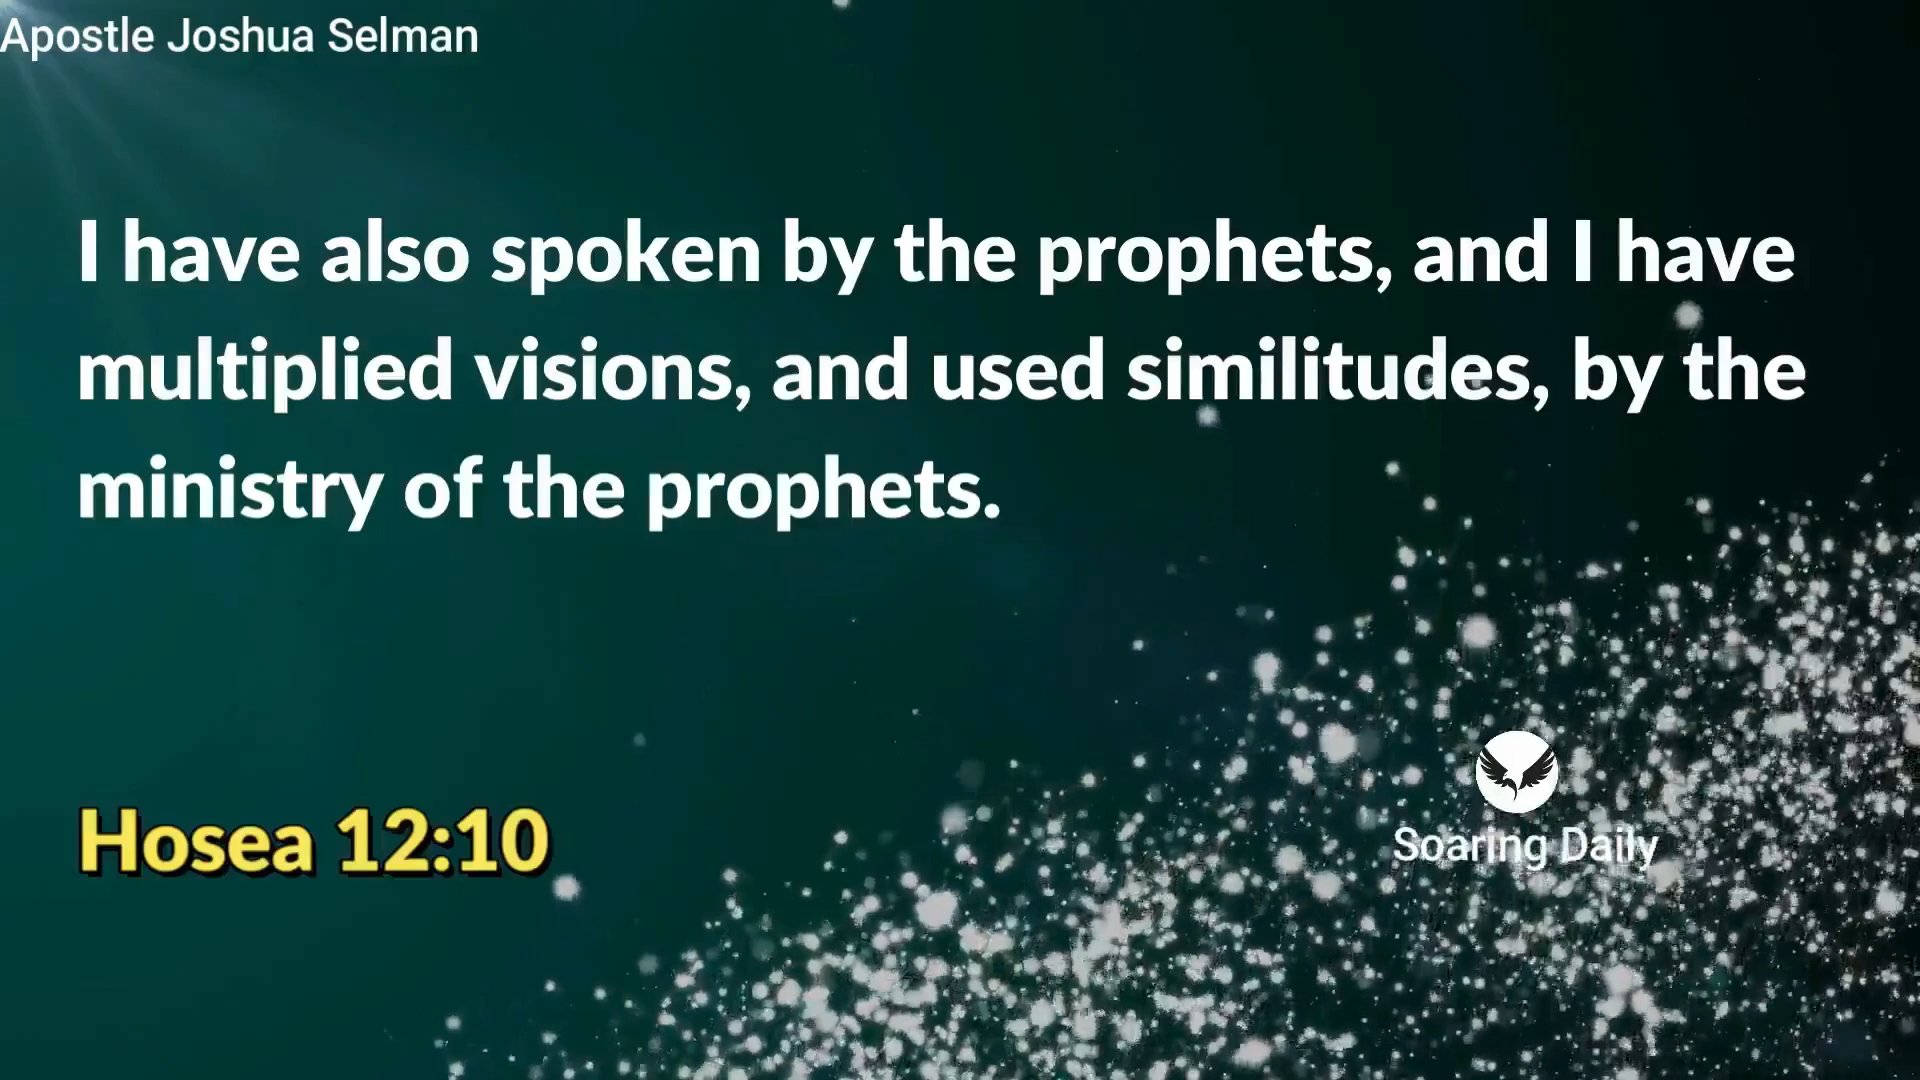 Apostle Joshua Selman
I have also spoken by the prophets, and I have
multiplied visions, and used similitudes, by the
ministry of the prophets.
Hosea 12:10
Soaring Daily